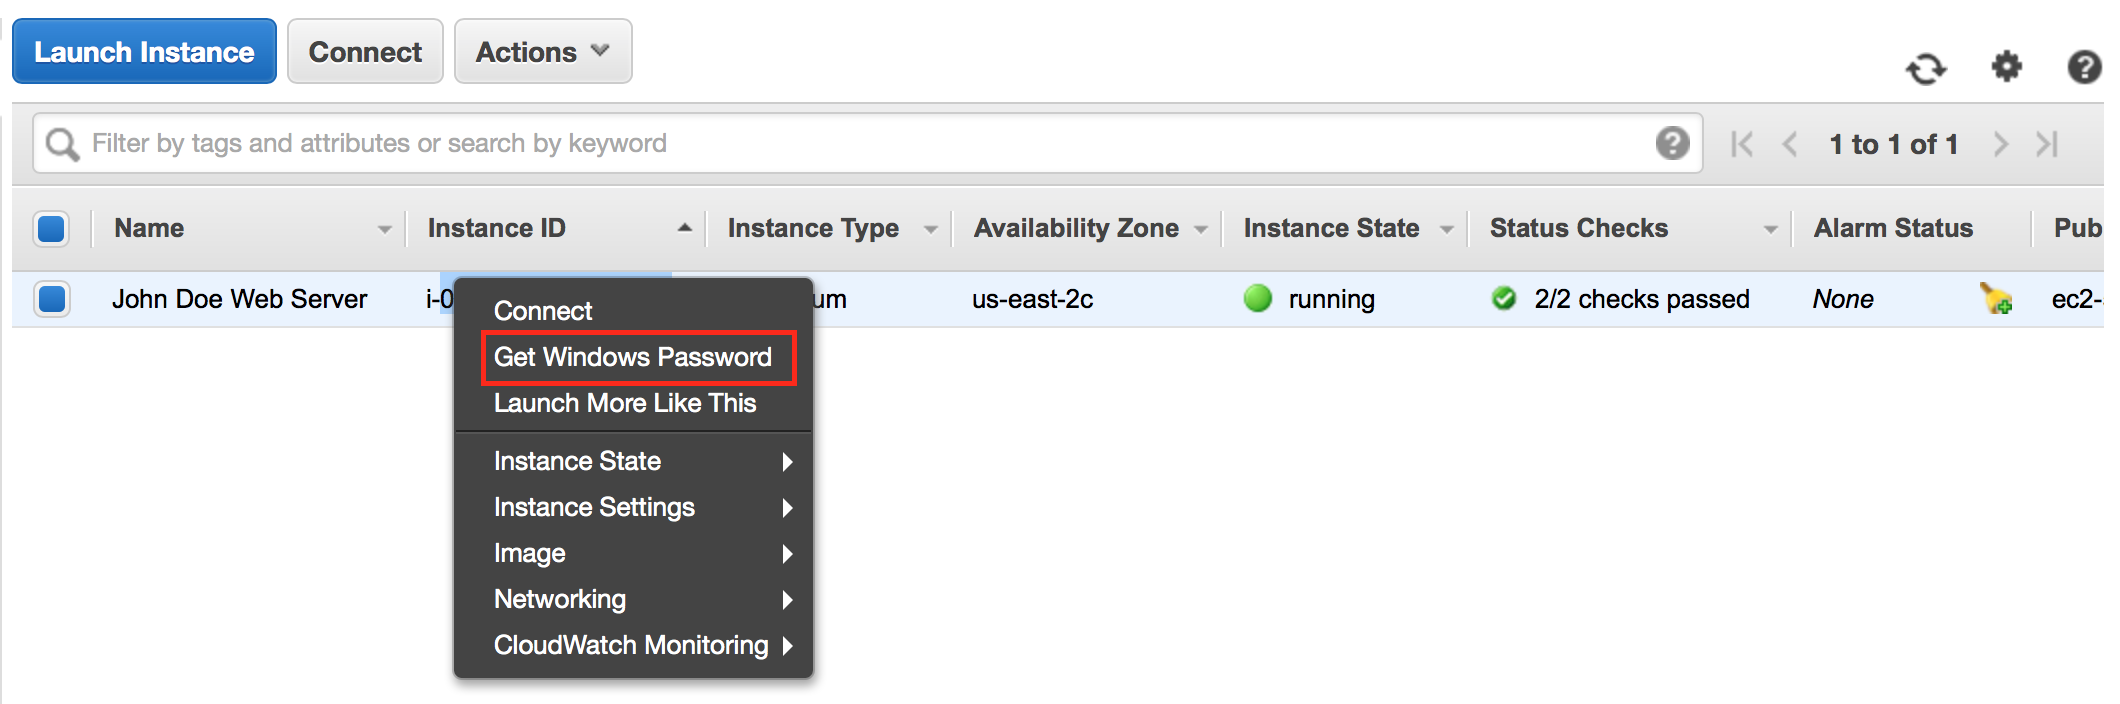 Launch Instance Connect Actions
Filter by tags and attributes or search by keyword 1 to 1 of 1
Name Instance ID Instance Type Availability Zone Instance State Status Checks Alarm Status Pub
John Doe Web Server i-0 um us-east-2c running 2/2 checks passed None ec2-
Connect
Get Windows Password
Launch More Like This
Instance State
Instance Settings
Image
Networking
CloudWatch Monitoring